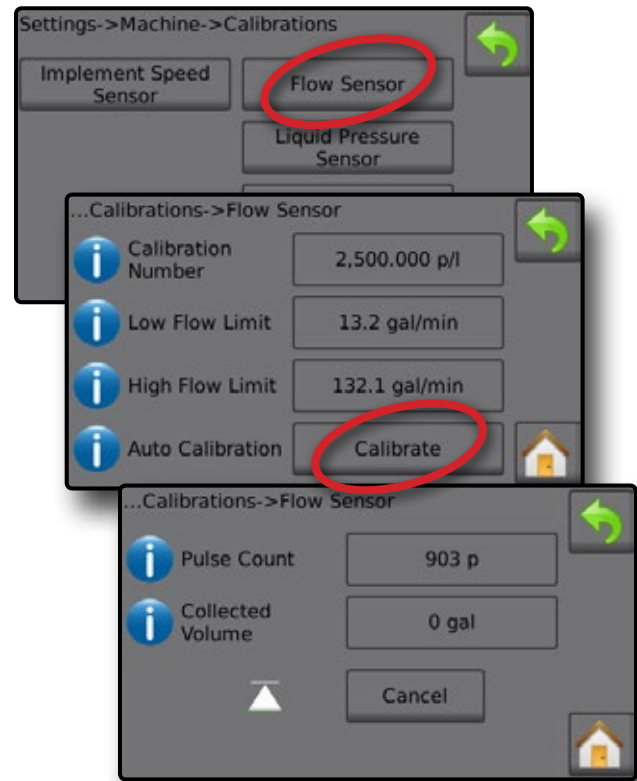 Settings->Machine->Calibrations
Implement Speed
Sensor
Flow Sensor
Liquid Pressure
Sensor
...Calibrations->Flow Sensor
Calibration
Number
2,500.000 p/l
Low Flow Limit
13.2 gal/min
High Flow Limit
132.1 gal/min
Auto Calibration
Calibrate
...Calibrations->Flow Sensor
Pulse Count
903 p
Collected
Volume
0 gal
Cancel